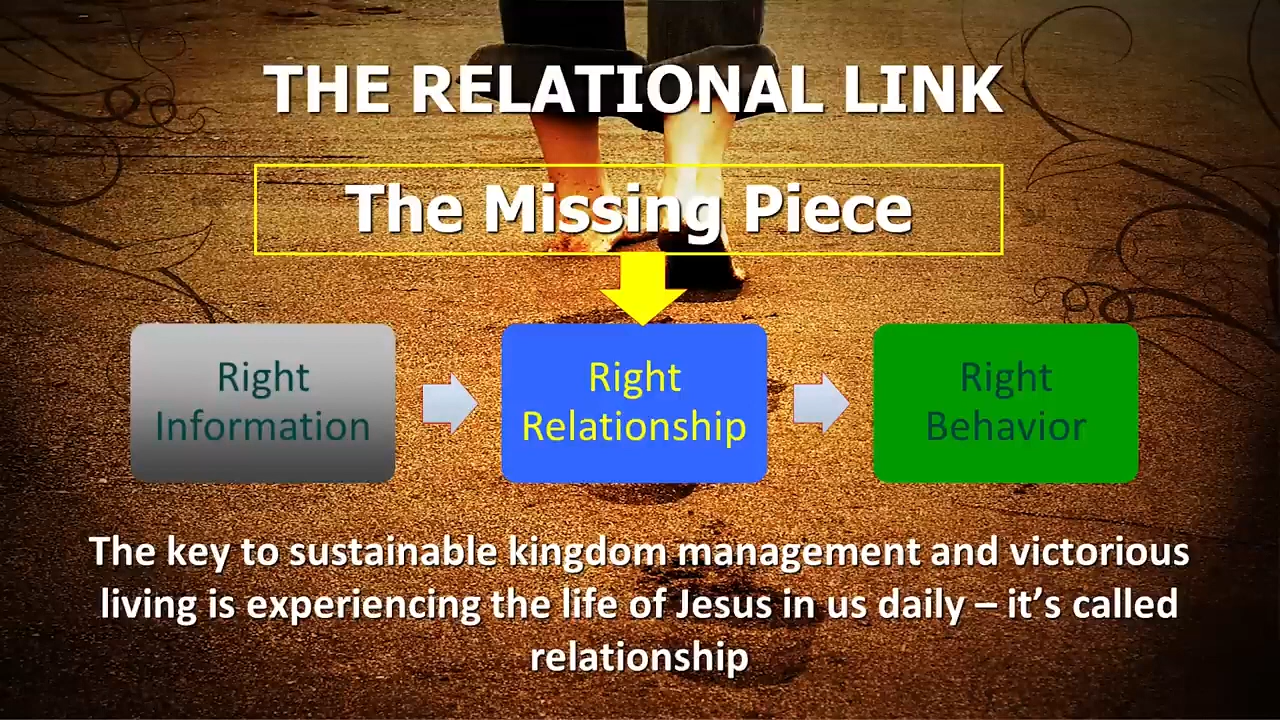 THE RELATIONAL LINK
The Missing Piece
Right
Information
Right
Relationship
Right
Behavior
The key to sustainable kingdom management and victorious
living is experiencing the life of Jesus in us daily – it’s called
relationship